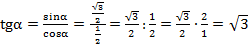 tgα = sinα/cosα = (√3/2)/(1/2) = √3/2 : 1/2 = √3/2 · 2/1 = √3